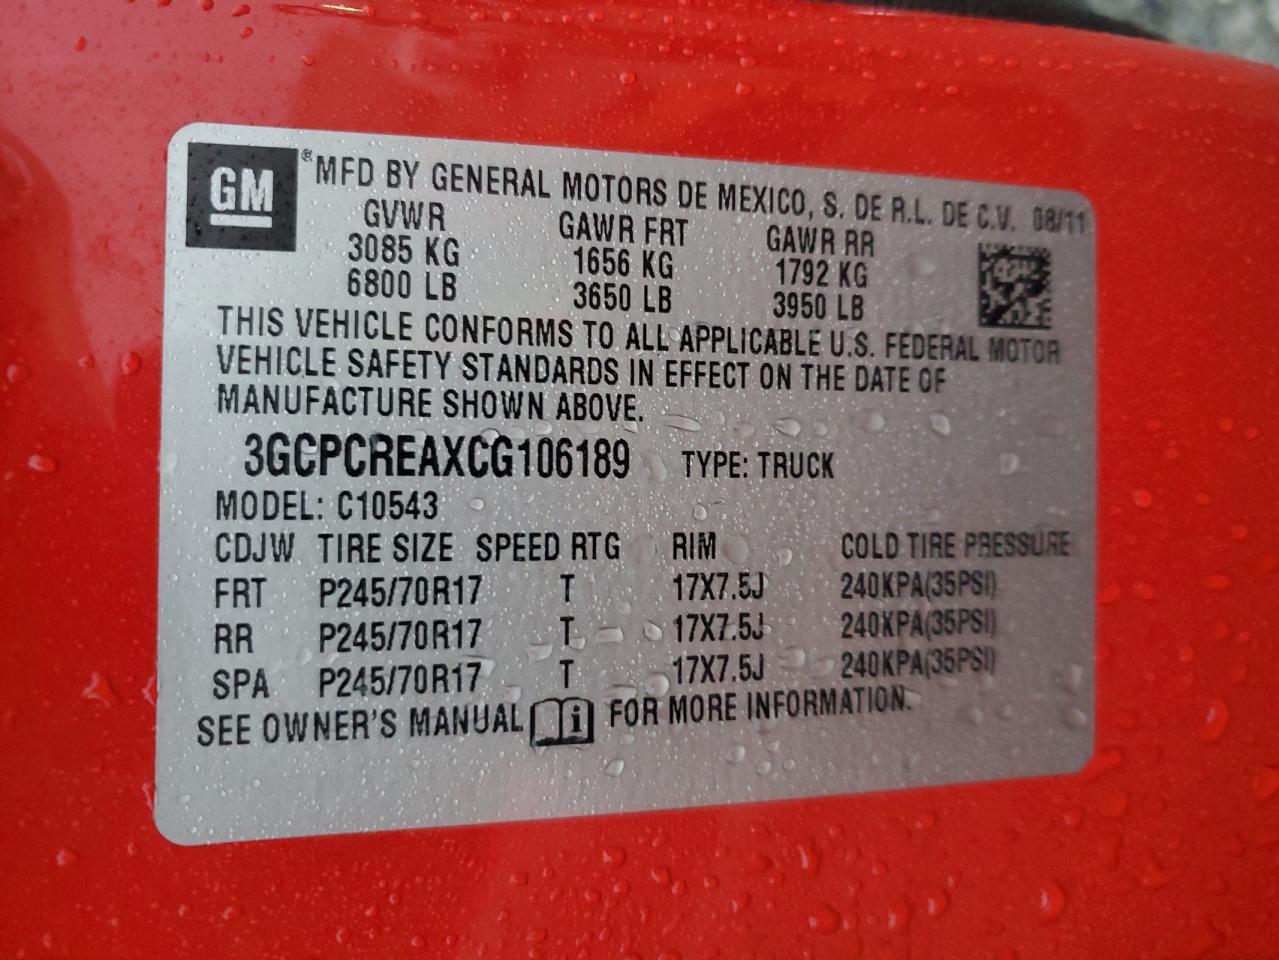 GM ® MFD BY GENERAL MOTORS DE MEXICO, S. DE R.L. DE C.V. 08/11
GVWR GAWR FRT GAWR RR
3085 KG 1656 KG 1792 KG
6800 LB 3650 LB 3950 LB
THIS VEHICLE CONFORMS TO ALL APPLICABLE U.S. FEDERAL MOTOR
VEHICLE SAFETY STANDARDS IN EFFECT ON THE DATE OF
MANUFACTURE SHOWN ABOVE.
3GCPCREAXCG106189 TYPE: TRUCK
MODEL: C10543
CDJW TIRE SIZE SPEED RTG RIM COLD TIRE PRESSURE
FRT P245/70R17 T 17X7.5J 240KPA(35PSI)
RR P245/70R17 T 17X7.5J 240KPA(35PSI)
SPA P245/70R17 T 17X7.5J 240KPA(35PSI)
SEE OWNER'S MANUAL i FOR MORE INFORMATION.